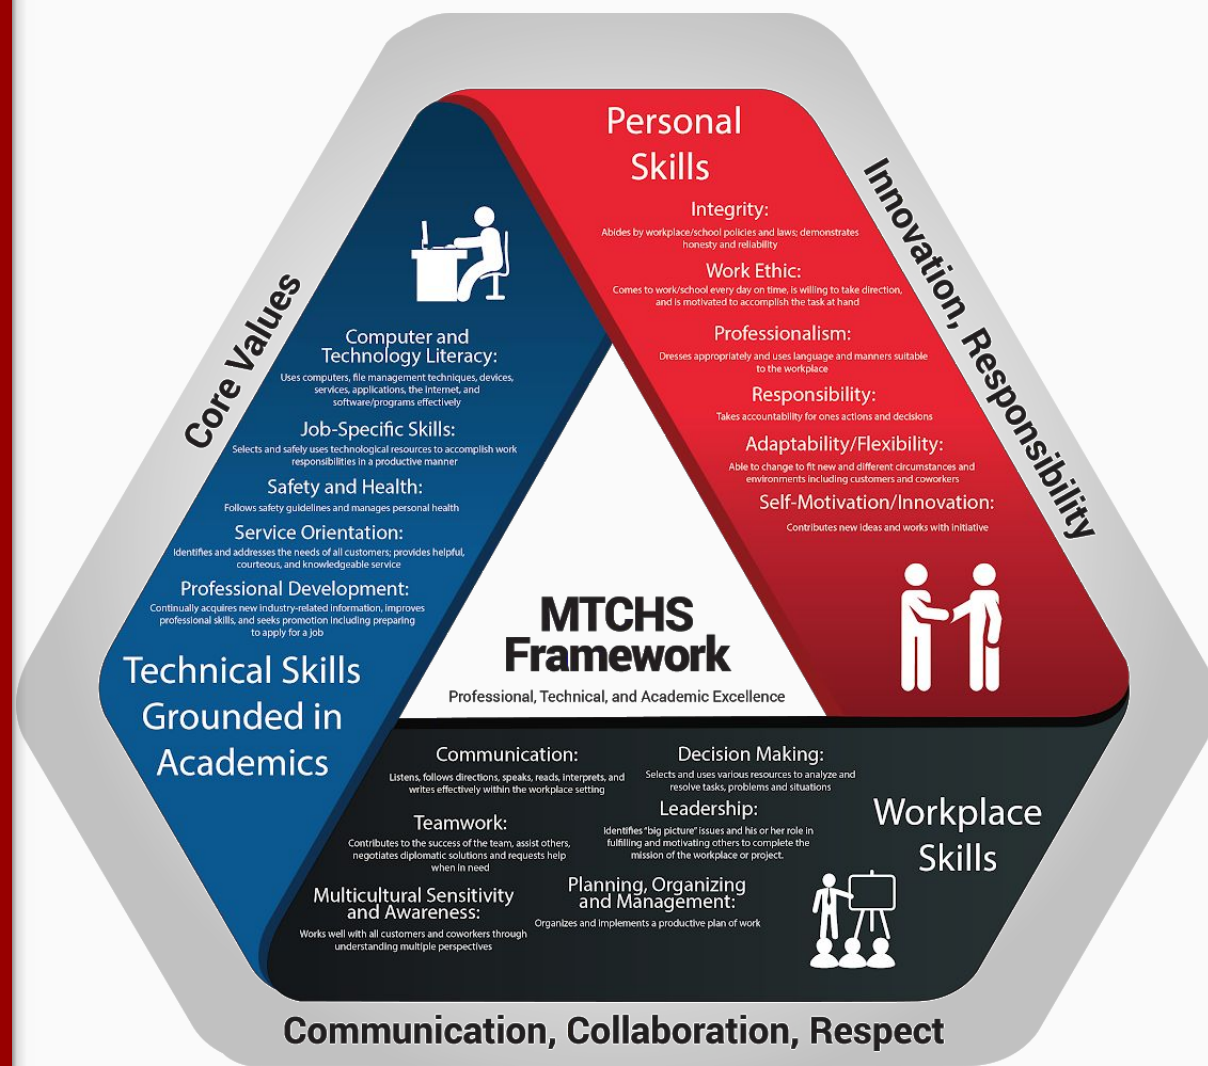 Core Values
Innovation, Responsibility
Communication, Collaboration, Respect
Personal
Skills
Integrity:
Abides by workplace/school policies and laws; demonstrates
honesty and reliability
Work Ethic:
Comes to work/school every day on time, is willing to take direction,
and is motivated to accomplish the task at hand
Professionalism:
Dresses appropriately and uses language and manners suitable
to the workplace
Responsibility:
Takes accountability for ones actions and decisions
Adaptability/Flexibility:
Able to change to fit new and different circumstances and
environments including customers and coworkers
Self-Motivation/Innovation:
Contributes new ideas and works with initiative
Computer and
Technology Literacy:
Uses computers, file management techniques, devices,
services, applications, the Internet, and
software/programs effectively
Job-Specific Skills:
Selects and safely uses technological resources to accomplish work
responsibilities in a productive manner
Safety and Health:
Follows safety guidelines and manages personal health
Service Orientation:
Identifies and addresses the needs of all customers; provides helpful,
courteous, and knowledgeable service
Professional Development:
Continually acquires new industry-related information, improves
professional skills, and seeks promotion including preparing
to apply for a job
Technical Skills
Grounded in
Academics
MTCHS
Framework
Professional, Technical, and Academic Excellence
Communication:
Listens, follows directions, speaks, reads, interprets, and
writes effectively within the workplace setting
Teamwork:
Contributes to the success of the team, assist others,
negotiates diplomatic solutions and requests help
when in need
Multicultural Sensitivity
and Awareness:
Works well with all customers and coworkers through
understanding multiple perspectives
Decision Making:
Selects and uses various resources to analyze and
resolve tasks, problems and situations
Leadership:
Identifies "big picture" issues and his or her role in
fulfilling and motivating others to complete the
mission of the workplace or project.
Planning, Organizing
and Management:
Organizes and implements a productive plan of work
Workplace
Skills